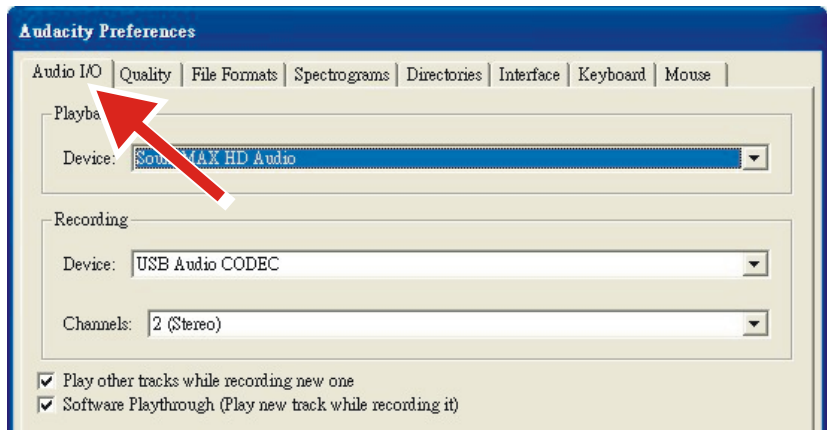 Audacity Preferences
Audio I/O Quality File Formats Spectrograms Directories Interface Keyboard Mouse
Device: HD Audio
Recording
Device: USB Audio CODEC
Channels: 2 (Stereo)
Play other tracks while recording new one
Software Playthrough (Play new track while recording it)